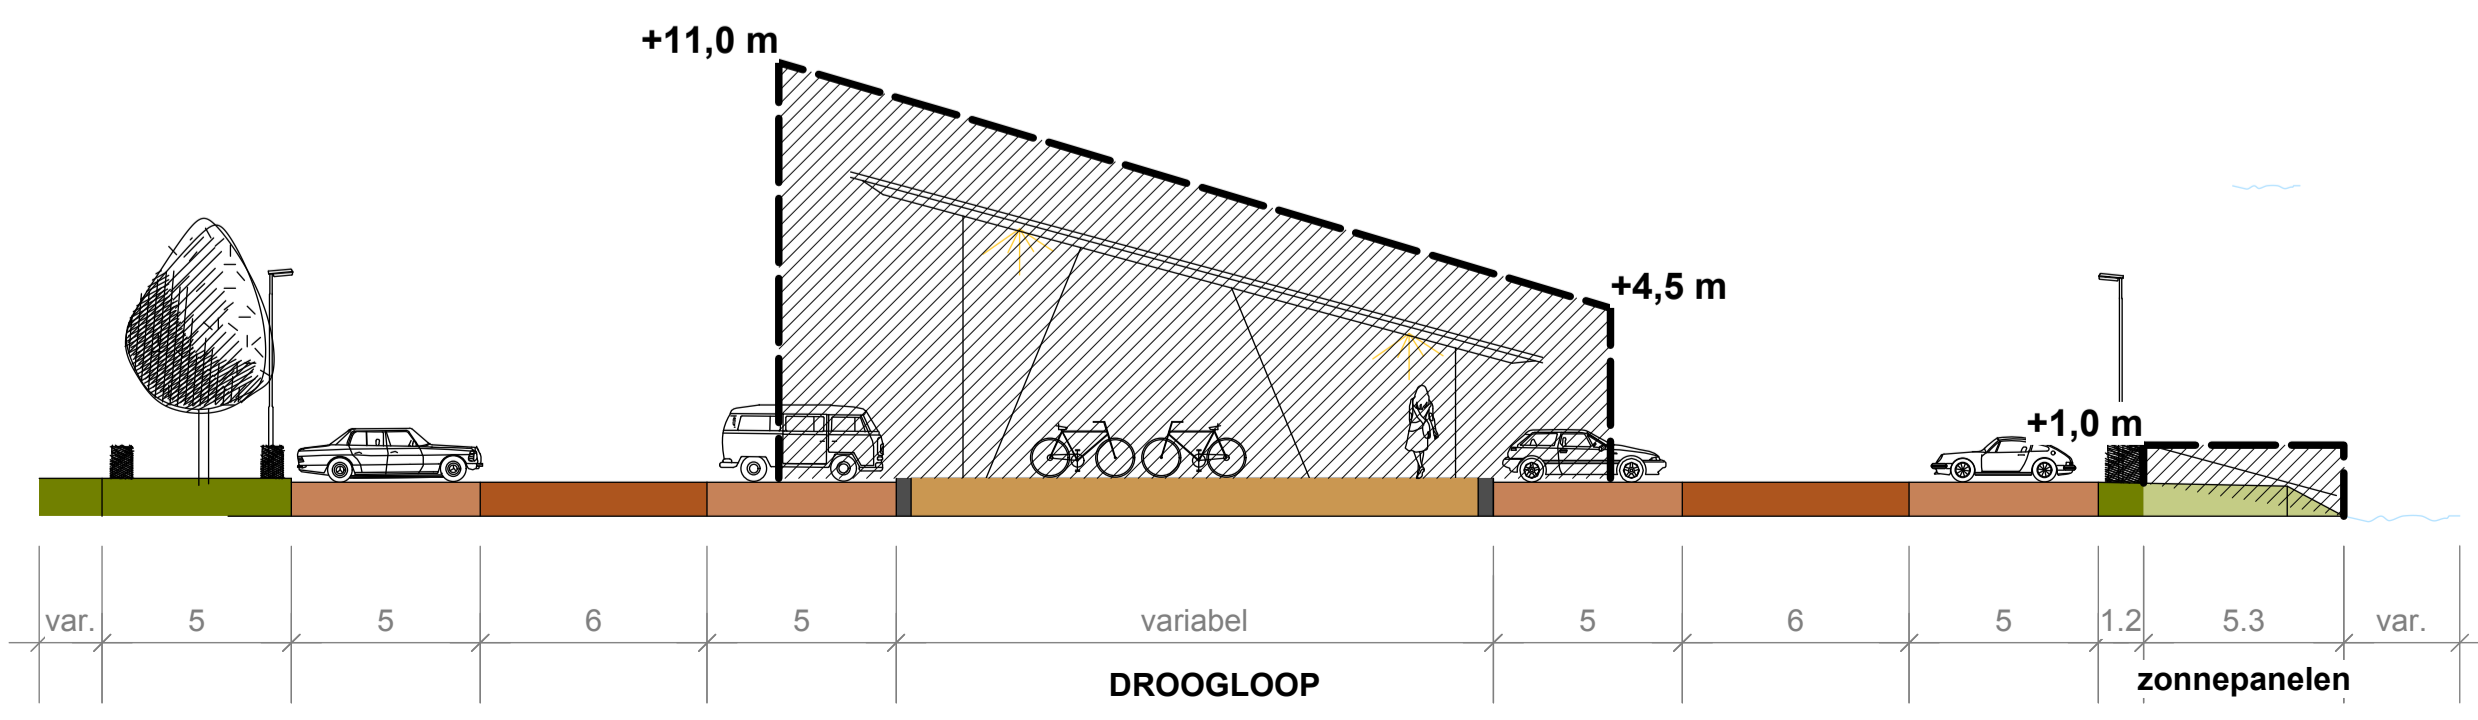 +11,0 m
+4,5 m
+1,0 m
var. 5 5 6 5 variabel 5 6 5 1.2 5.3 var.
DROOGLOOP
zonnepanelen